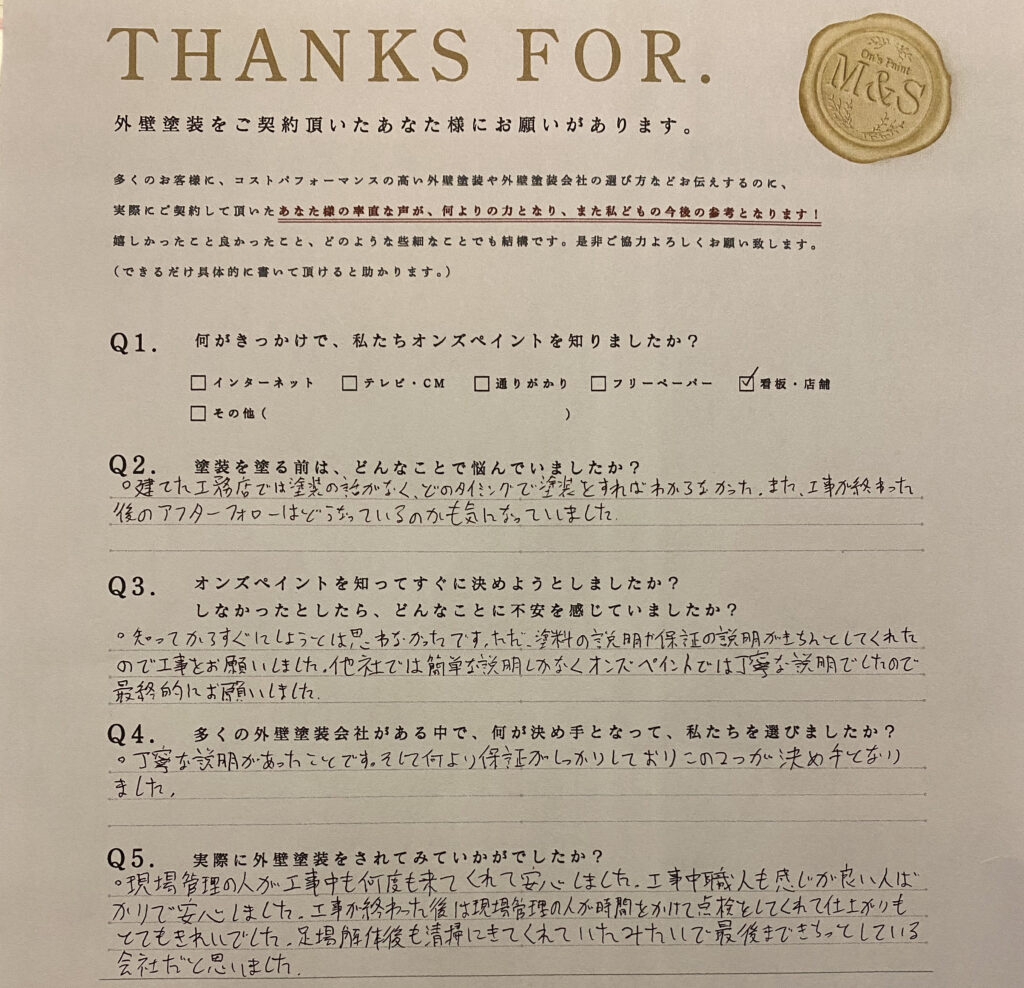 THANKS FOR.
On's Paint
M&S
外壁塗装をご契約頂いたあなた様にお願いがあります。
多くのお客様に、コストパフォーマンスの高い外壁塗装や外壁塗装会社の選び方などお伝えするのに、
実際にご契約して頂いたあなた様の率直な声が、何よりの力となり、また私どもの今後の参考となります！
嬉しかったこと良かったこと、どのような些細なことでも結構です。是非ご協力よろしくお願い致します。
（できるだけ具体的に書いて頂けると助かります。）
Q1. 何がきっかけで、私たちオンズペイントを知りましたか？
□インターネット □テレビ・CM □通りがかり □フリーペーパー ☑看板・店舗
□その他（ ）
Q2. 塗装を塗る前は、どんなことで悩んでいましたか？
。建てた工務店では塗装の話がなく、どのタイミングで塗装をすればわからなかった。また、工事が終わった
後のアフターフォローはどうなっているのかも気になっていしました。
Q3. オンズペイントを知ってすぐに決めようとしましたか？
しなかったとしたら、どんなことに不安を感じていましたか？
。知ってからすぐにしようとは思わなかったです。ただ、塗料の説明や保証の説明がきちんとしてくれた
ので工事をお願いしました。他社では簡単な説明しかなくオンズペイントでは丁寧な説明でしたので
最終的にお願いしました。
Q4. 多くの外壁塗装会社がある中で、何が決め手となって、私たちを選びましたか？
。丁寧な説明があったことです。そして何より保証がしっかりしておりこの2つが決め手となり
ました。
Q5. 実際に外壁塗装をされてみていかがでしたか？
。現場管理の人が工事中も何度も来てくれて安心しました。工事中職人も感じが良い人ば
かりで安心しました。工事が終わった後は現場管理の人が時間をかけて点検をしてくれて仕上がりも
とてもきれいでした。足場解体後も清掃にきてくれていたみたいで最後まできちっとしている
会社だと思いました。